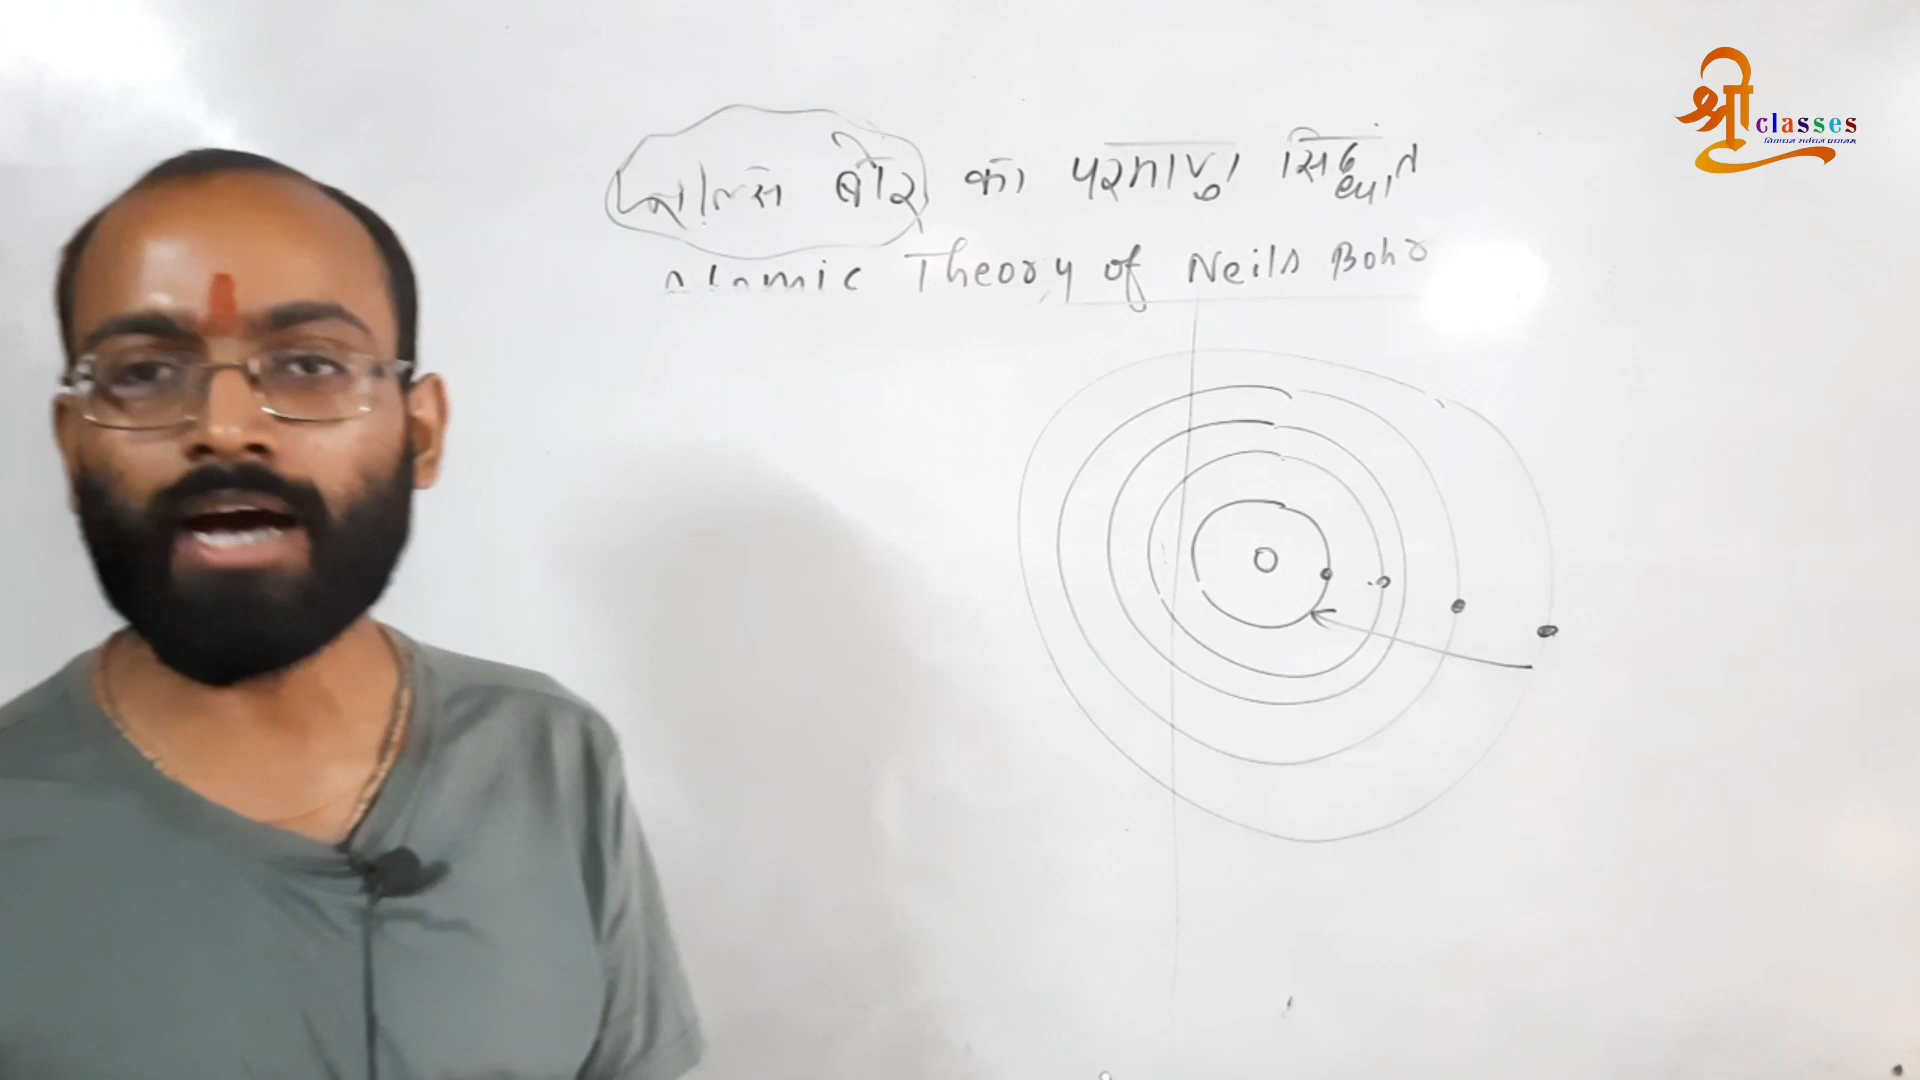 श्री classes
बोर का परमाणु सिद्धान्त
Atomic Theory of Neils Bohr